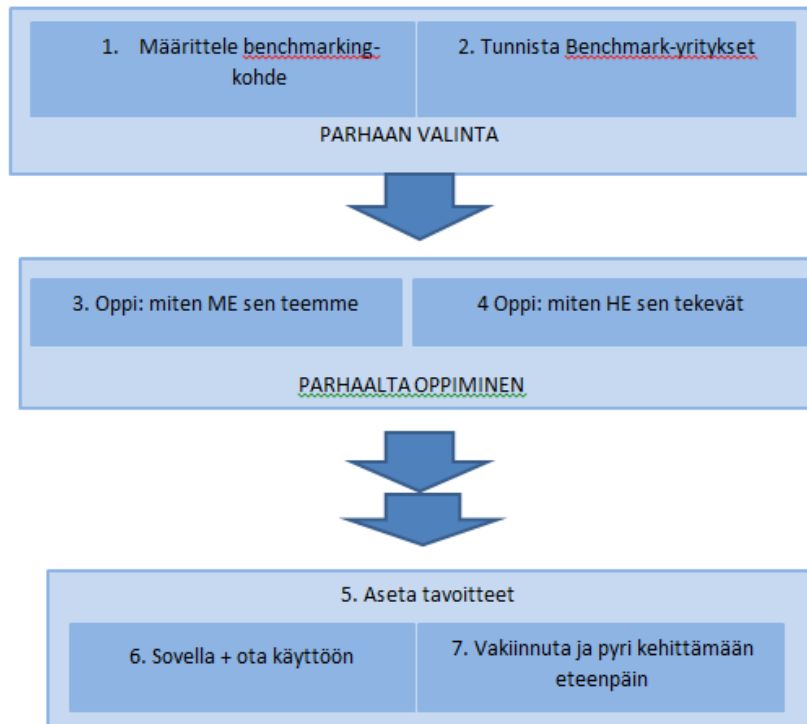 1. Määrittele benchmarking-
kohde
2. Tunnista Benchmark-yritykset
PARHAAN VALINTA
3. Oppi: miten ME sen teemme
4 Oppi: miten HE sen tekevät
PARHAALTA OPPIMINEN
5. Aseta tavoitteet
6. Sovella + ota käyttöön
7. Vakiinnuta ja pyri kehittämään
eteenpäin